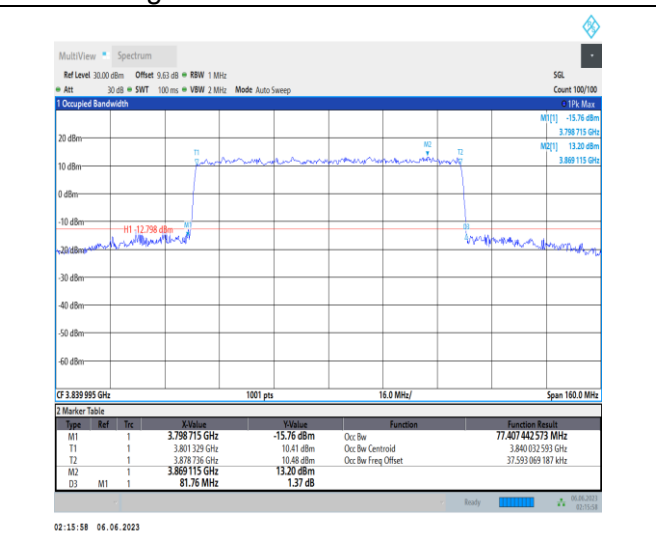 MultiView Spectrum
Ref Level 30.00 dBm Offset 9.63 dB RBW 1 MHz SGL
Att 30 dB SWT 100 ms VBW 2 MHz Mode Auto Sweep Count 100/100
1 Occupied Bandwidth 1Pk Max
M1[1] -15.76 dBm
3.798 715 GHz
M2[1] 13.20 dBm
3.869 115 GHz
20 dBm
T1 M2 T2
10 dBm
0 dBm
-10 dBm
H1 -12.798 dBm M1 D3
-20 dBm
-30 dBm
-40 dBm
-50 dBm
-60 dBm
CF 3.839 995 GHz 1001 pts 16.0 MHz/ Span 160.0 MHz
2 Marker Table
Type Ref Trc X-Value Y-Value Function Function Result
M1 1 3.798 715 GHz -15.76 dBm Occ Bw 77.407 442 573 MHz
T1 1 3.801 329 GHz 10.41 dBm Occ Bw Centroid 3.840 032 593 GHz
T2 1 3.878 736 GHz 10.48 dBm Occ Bw Freq Offset 37.593 069 187 kHz
M2 1 3.869 115 GHz 13.20 dBm
D3 M1 1 81.76 MHz 1.37 dB
Ready 06.06.2023
02:15:58
02:15:58 06.06.2023